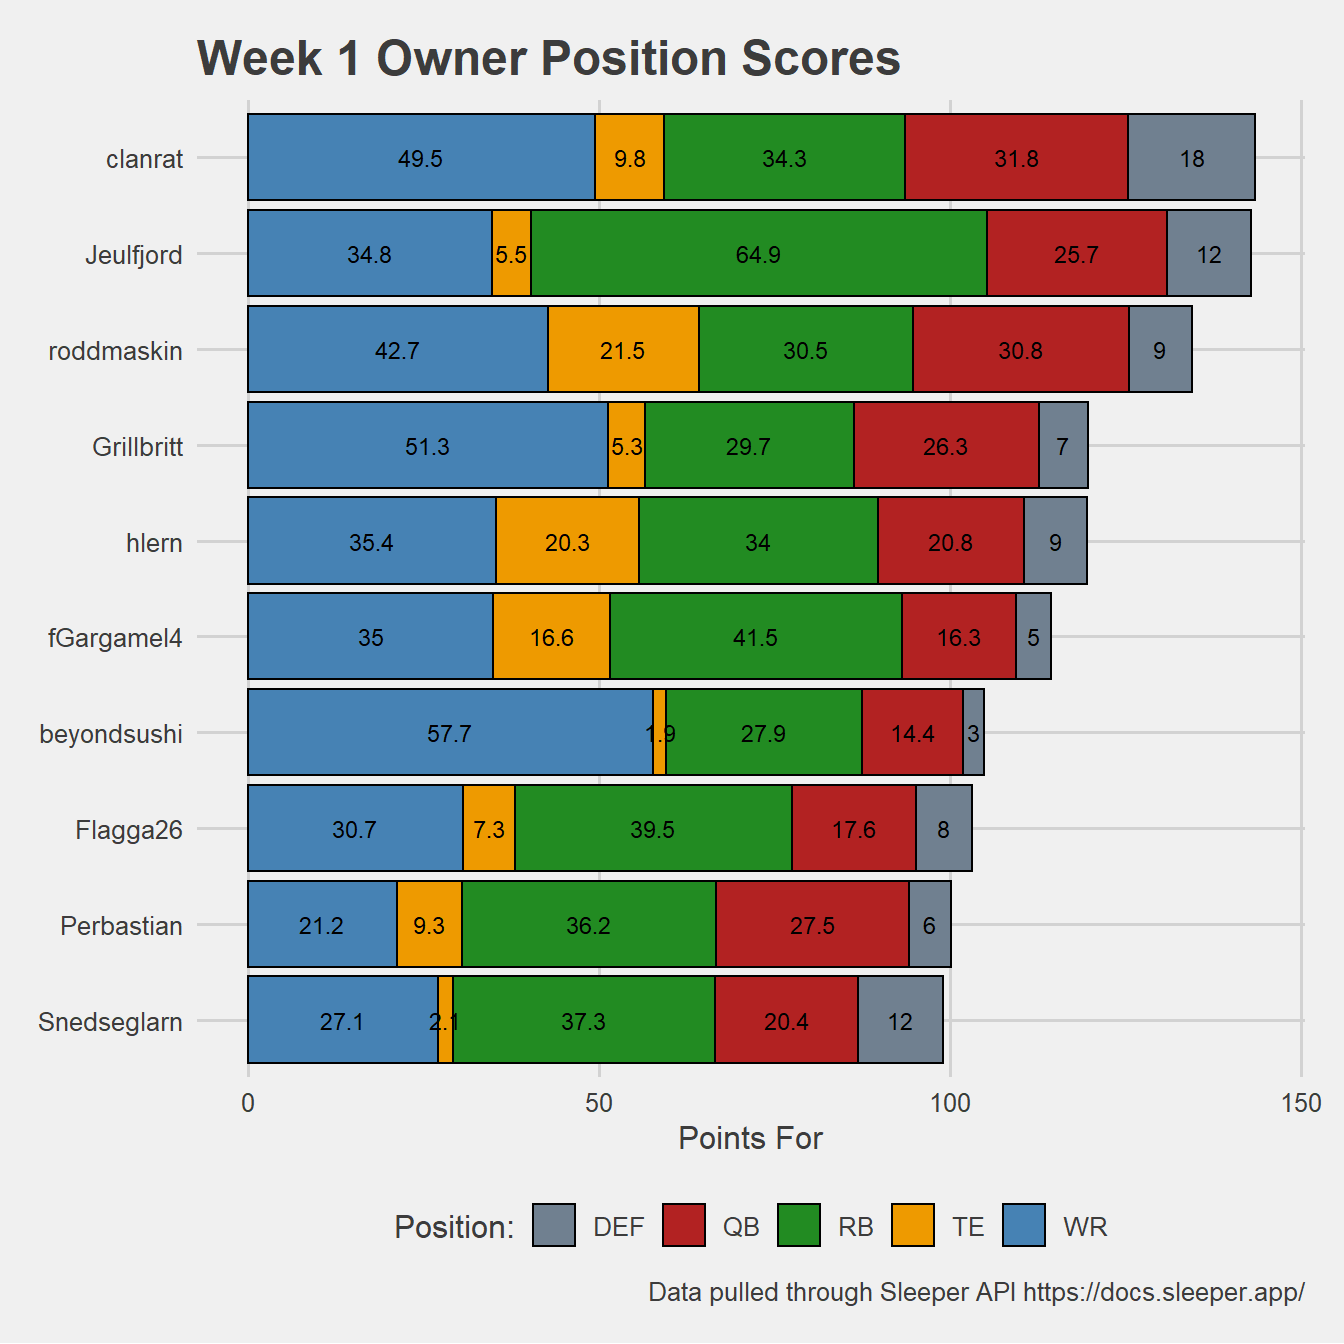 Week 1 Owner Position Scores
clanrat 49.5 9.8 34.3 31.8 18
Jeulfjord 34.8 5.5 64.9 25.7 12
roddmaskin 42.7 21.5 30.5 30.8 9
Grillbritt 51.3 5.3 29.7 26.3 7
hlern 35.4 20.3 34 20.8 9
fGargamel4 35 16.6 41.5 16.3 5
beyondsushi 57.7 1.9 27.9 14.4 3
Flagga26 30.7 7.3 39.5 17.6 8
Perbastian 21.2 9.3 36.2 27.5 6
Snedseglarn 27.1 2.1 37.3 20.4 12
0 50 100 150
Points For
Position: DEF QB RB TE WR
Data pulled through Sleeper API https://docs.sleeper.app/